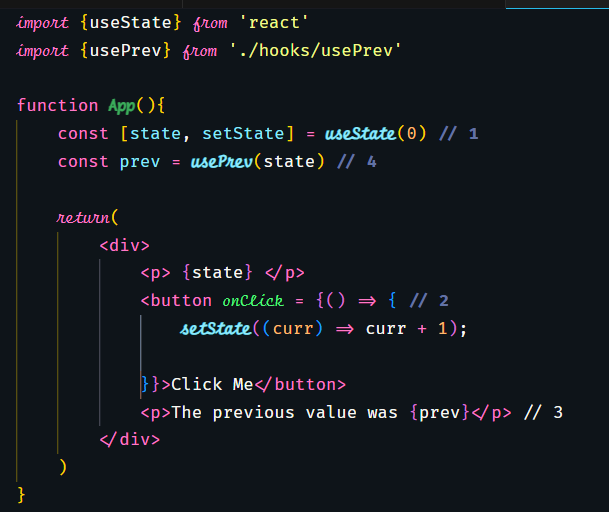 import {useState} from 'react'
import {usePrev} from './hooks/usePrev'
function App(){
const [state, setState] = useState(0) // 1
const prev = usePrev(state) // 4
return(
<div>
<p> {state} </p>
<button onClick = {() => { // 2
setState((curr) => curr + 1);
}}>Click Me</button>
<p>The previous value was {prev}</p> // 3
</div>
)
}